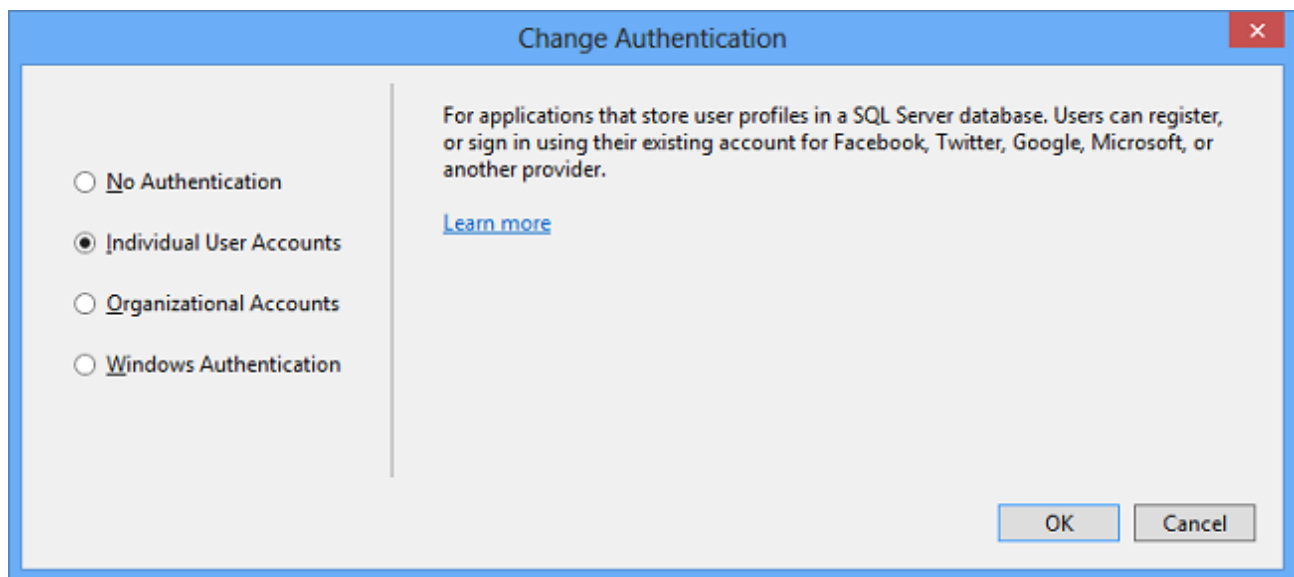 Change Authentication
No Authentication
Individual User Accounts
Organizational Accounts
Windows Authentication
For applications that store user profiles in a SQL Server database. Users can register,
or sign in using their existing account for Facebook, Twitter, Google, Microsoft, or
another provider.
Learn more
OK
Cancel